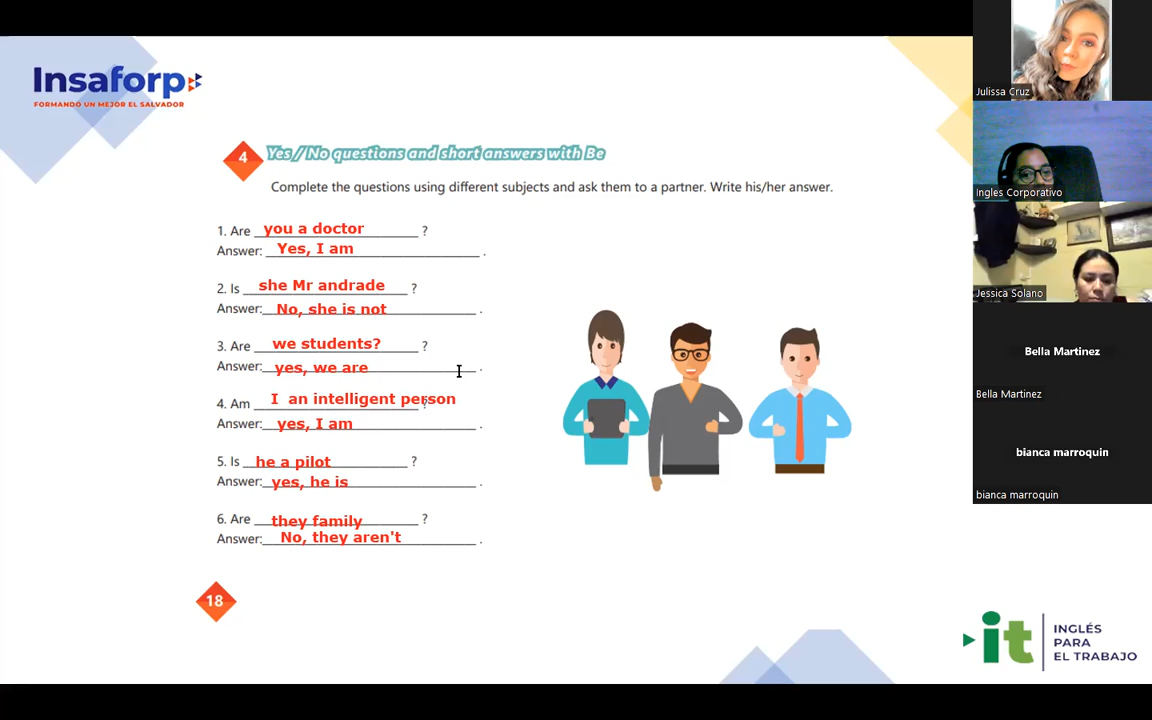 Insaforp
FORMANDO UN MEJOR EL SALVADOR
4 Yes / No questions and short answers with Be
Complete the questions using different subjects and ask them to a partner. Write his/her answer.
1. Are you a doctor ?
Answer: Yes, I am .
2. Is she Mr andrade ?
Answer: No, she is not .
3. Are we students? ?
Answer: yes, we are .
4. Am I an intelligent person ?
Answer: yes, I am .
5. Is he a pilot ?
Answer: yes, he is .
6. Are they family ?
Answer: No, they aren't .
18
it INGLÉS
PARA
EL TRABAJO
Julissa Cruz
Ingles Corporativo
Jessica Solano
Bella Martinez
Bella Martinez
bianca marroquin
bianca marroquin